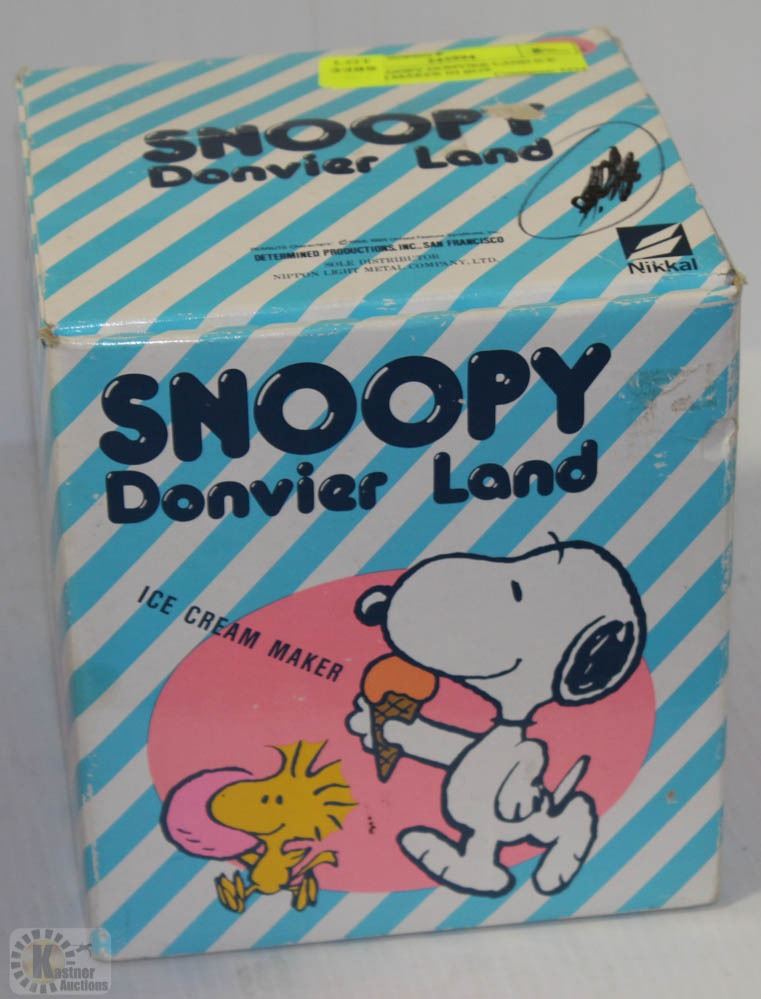 LOT
SNOOPY
Donvier Land
DETERMINED PRODUCTIONS, INC., SAN FRANCISCO
SOLE DISTRIBUTOR
NIPPON LIGHT METAL COMPANY, LTD.
Nikkal
SNOOPY
Donvier Land
ICE CREAM MAKER
Kastner
Auctions